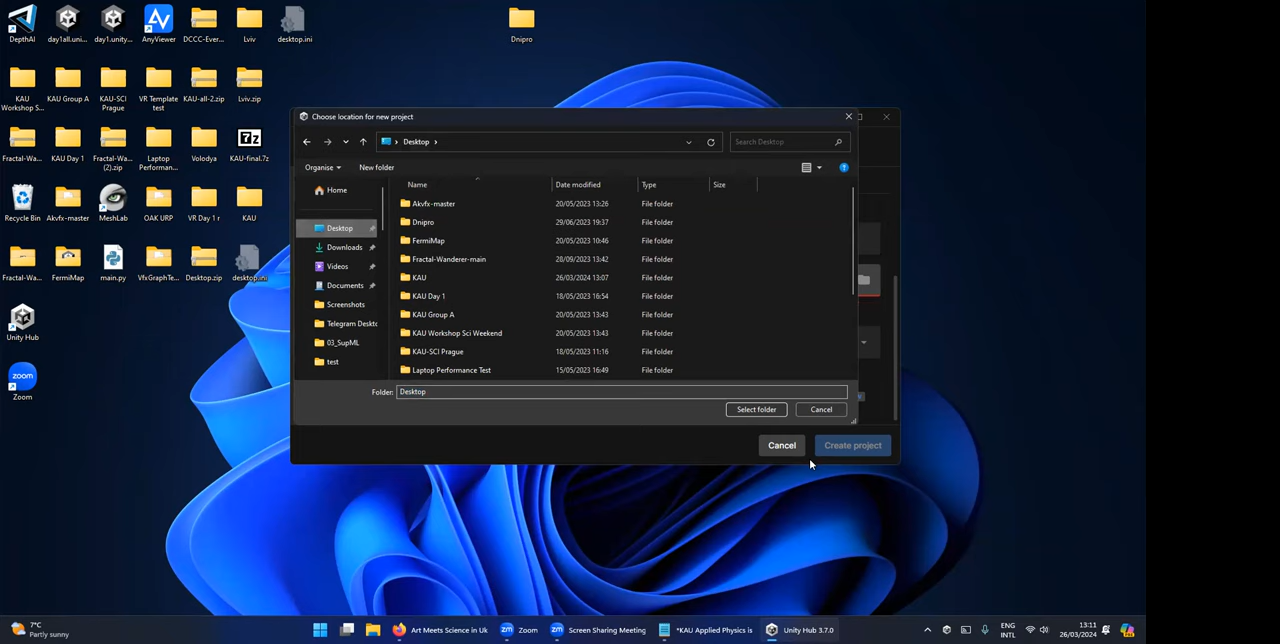 DepthAI
day1all.uni...
day1.unity...
AnyViewer
DCCC-Ever...
Lviv
desktop.ini
Dnipro
KAU
Workshop S...
KAU Group A
KAU-SCI
Prague
VR Template
test
KAU-all-2.zip
Lviv.zip
Fractal-Wa...
KAU Day 1
Fractal-Wa...
(2).zip
Laptop
Performan...
Volodya
KAU-final.7z
Recycle Bin
Akvfx-master
MeshLab
OAK URP
VR Day 1 r
KAU
Fractal-Wa...
FermiMap
main.py
VfxGraphTe...
Desktop.zip
desktop.ini
Unity Hub
zoom
Zoom
Choose location for new project
Desktop
Search Desktop
Organise
New folder
Home
Desktop
Downloads
Videos
Documents
Screenshots
Telegram Deskto
03_SupML
test
Name Date modified Type Size
Akvfx-master 20/05/2023 13:26 File folder
Dnipro 29/06/2023 19:37 File folder
FermiMap 20/05/2023 10:46 File folder
Fractal-Wanderer-main 28/09/2023 13:42 File folder
KAU 26/03/2024 13:07 File folder
KAU Day 1 18/05/2023 16:54 File folder
KAU Group A 20/05/2023 13:43 File folder
KAU Workshop Sci Weekend 20/05/2023 13:43 File folder
KAU-SCI Prague 18/05/2023 11:16 File folder
Laptop Performance Test 15/05/2023 16:49 File folder
Folder: Desktop
Select folder
Cancel
Cancel
Create project
7°C
Partly sunny
Art Meets Science in Uk
zm Zoom
zm Screen Sharing Meeting
*KAU Applied Physics is
Unity Hub 3.7.0
ENG
INTL
13:11
26/03/2024